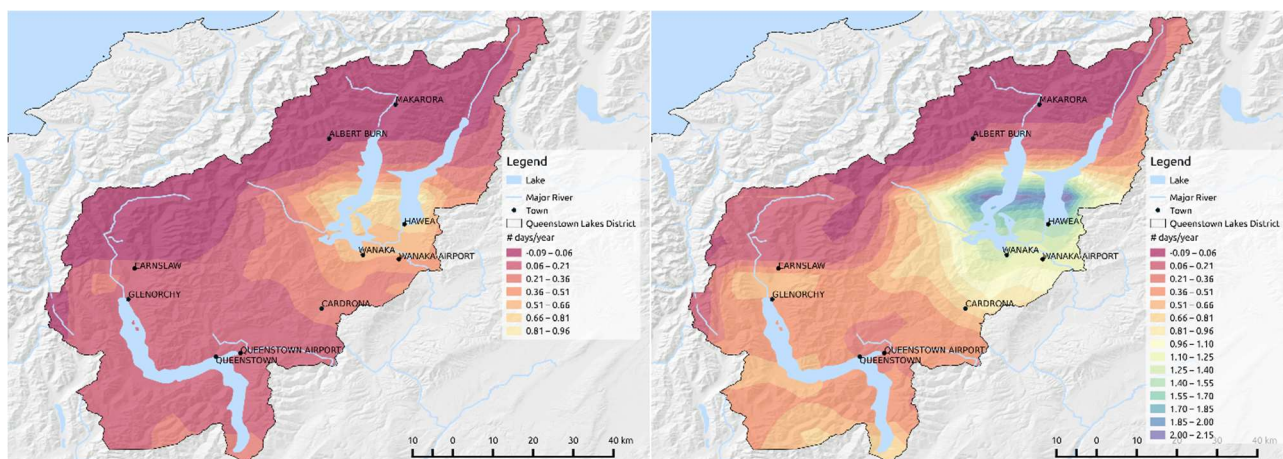 MAKARORA
ALBERT BURN
HAWEA
WANAKA
WANAKA AIRPORT
EARNSLAW
GLENORCHY
CARDRONA
QUEENSTOWN AIRPORT
QUEENSTOWN
Legend
Lake
Major River
Town
Queenstown Lakes District
# days/year
-0.09 – 0.06
0.06 – 0.21
0.21 – 0.36
0.36 – 0.51
0.51 – 0.66
0.66 – 0.81
0.81 – 0.96
10 0 10 20 30 40 km
MAKARORA
ALBERT BURN
HAWEA
WANAKA
WANAKA AIRPORT
EARNSLAW
GLENORCHY
CARDRONA
QUEENSTOWN AIRPORT
QUEENSTOWN
Legend
Lake
Major River
Town
Queenstown Lakes District
# days/year
-0.09 – 0.06
0.06 – 0.21
0.21 – 0.36
0.36 – 0.51
0.51 – 0.66
0.66 – 0.81
0.81 – 0.96
0.96 – 1.10
1.10 – 1.25
1.25 – 1.40
1.40 – 1.55
1.55 – 1.70
1.70 – 1.85
1.85 – 2.00
2.00 – 2.15
10 0 10 20 30 40 km